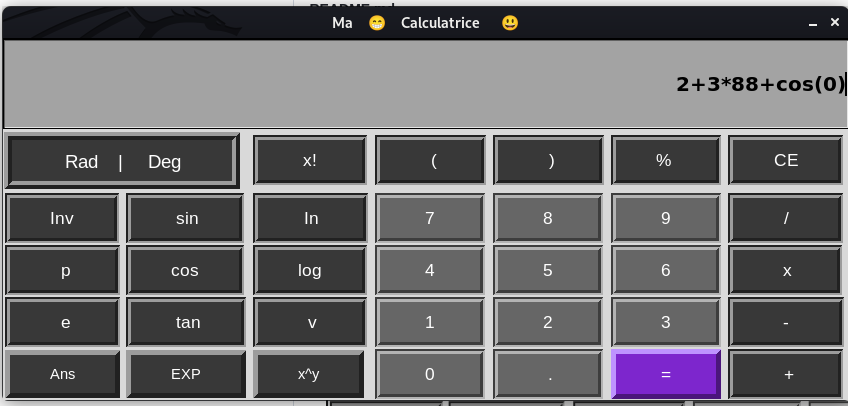 Ma 😁 Calculatrice 😃
2+3*88+cos(0)
Rad | Deg x! ( ) % CE
Inv sin In 7 8 9 /
p cos log 4 5 6 x
e tan v 1 2 3 -
Ans EXP x^y 0 . = +